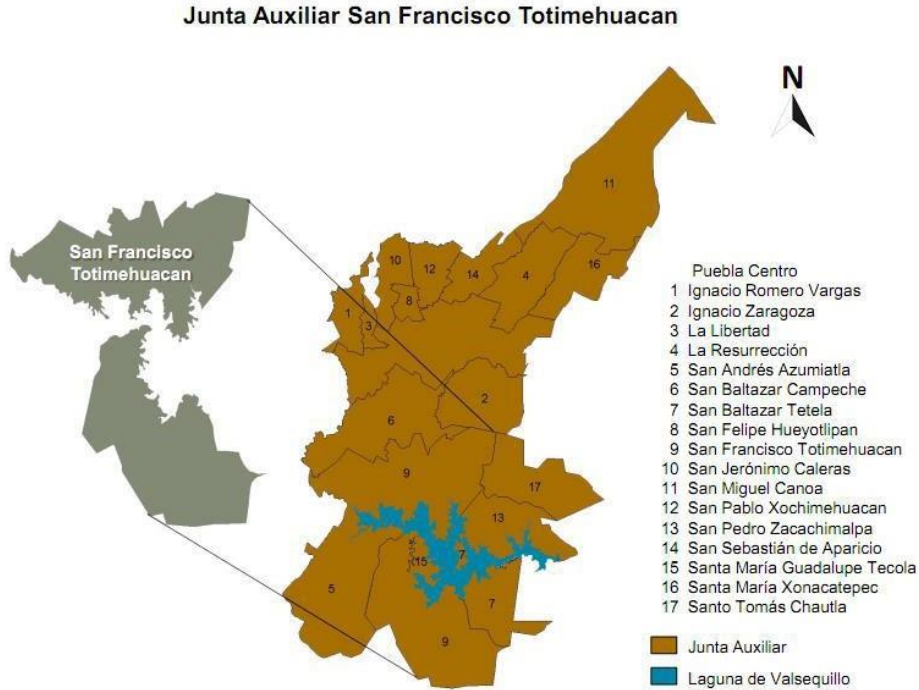 Junta Auxiliar San Francisco Totimehuacan
N
San Francisco
Totimehuacan
11
10
12
14
4
16
8
1
3
2
6
9
17
13
15
7
5
7
9
Puebla Centro
1 Ignacio Romero Vargas
2 Ignacio Zaragoza
3 La Libertad
4 La Resurrección
5 San Andrés Azumiatla
6 San Baltazar Campeche
7 San Baltazar Tetela
8 San Felipe Hueyotlipan
9 San Francisco Totimehuacan
10 San Jerónimo Caleras
11 San Miguel Canoa
12 San Pablo Xochimehuacan
13 San Pedro Zacachimalpa
14 San Sebastián de Aparicio
15 Santa María Guadalupe Tecola
16 Santa María Xonacatepec
17 Santo Tomás Chautla
Junta Auxiliar
Laguna de Valsequillo